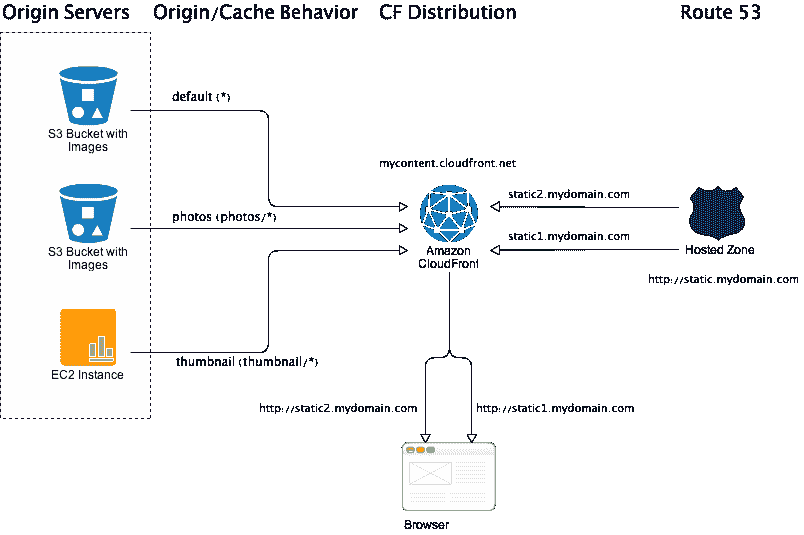 Origin Servers
Origin/Cache Behavior
CF Distribution
Route 53
default (*)
S3 Bucket with
Images
mycontent.cloudfront.net
static2.mydomain.com
photos (photos/*)
static1.mydomain.com
S3 Bucket with
Images
Amazon
CloudFront
Hosted Zone
http://static.mydomain.com
thumbnail (thumbnail/*)
EC2 Instance
http://static2.mydomain.com
http://static1.mydomain.com
Browser